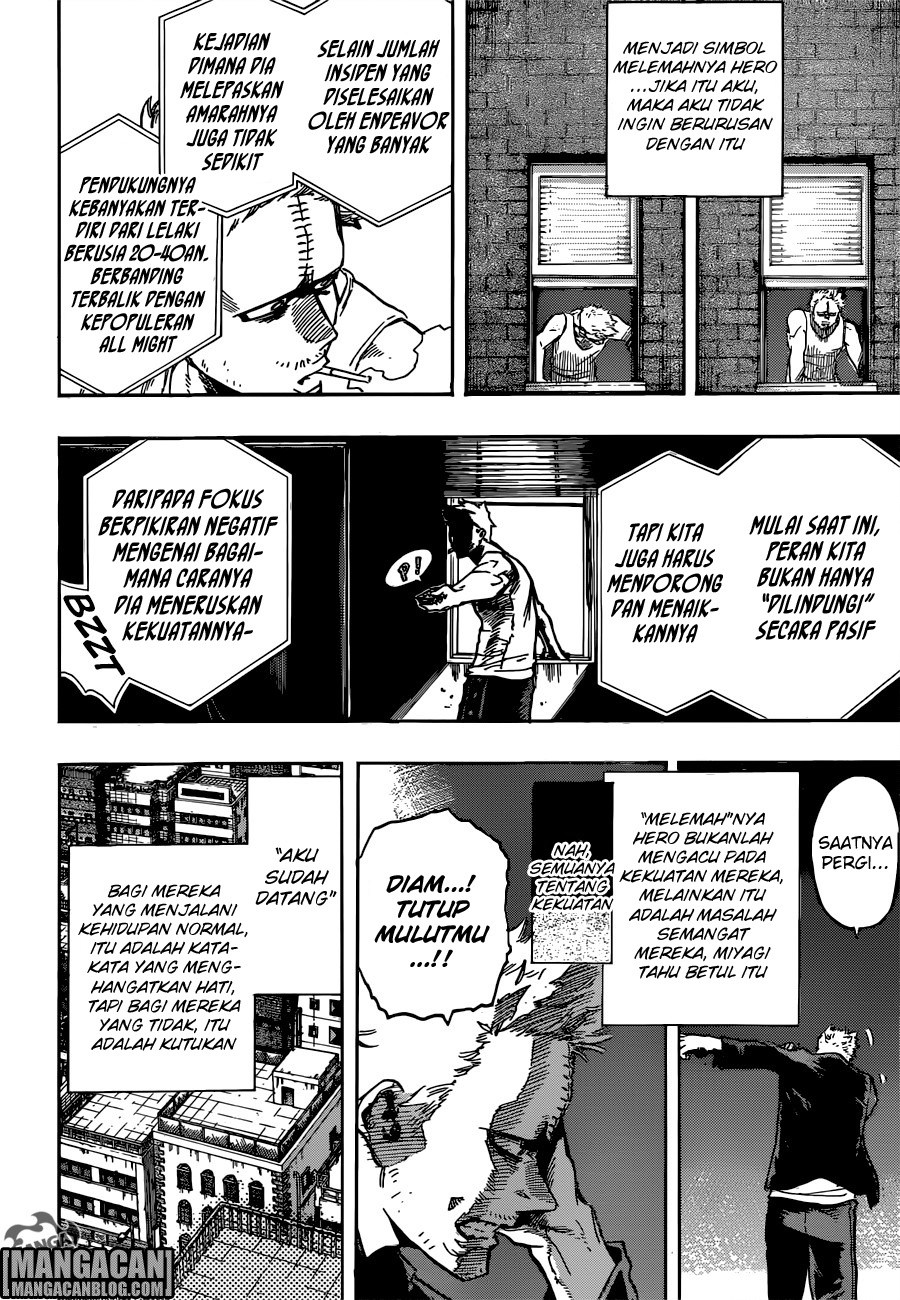 MENJADI SIMBOL
MELEMAHNYA HERO
...JIKA ITU AKU,
MAKA AKU TIDAK
INGIN BERURUSAN
DENGAN ITU
SELAIN JUMLAH
INSIDEN YANG
DISELESAIKAN
OLEH ENDEAVOR
YANG BANYAK
KEJADIAN
DIMANA DIA
MELEPASKAN
AMARAHNYA
JUGA TIDAK
SEDIKIT
PENDUKUNGNYA
KEBANYAKAN TER-
DIRI DARI LELAKI
BERUSIA 20-40AN.
BERBANDING
TERBALIK DENGAN
KEPOPULERAN
ALL MIGHT
MULAI SAAT INI,
PERAN KITA
BUKAN HANYA
"DILINDUNGI"
SECARA PASIF
TAPI KITA
JUGA HARUS
MENDORONG
DAN MENAIK-
KANNYA
P!
DARIPADA FOKUS
BERPIKIRAN NEGATIF
MENGENAI BAGAI-
MANA CARANYA
DIA MENERUSKAN
KEKUATANNYA-
BZZT
SAATNYA
PERGI...
"MELEMAH"NYA
HERO BUKANLAH
MENGACU PADA
KEKUATAN MEREKA,
MELAINKAN ITU
ADALAH MASALAH
SEMANGAT
MEREKA, MIYAGI
TAHU BETUL ITU
NAH,
SEMUANYA
TENTANG
KEKUATAN
DIAM...!
TUTUP
MULUTMU
...!!
"AKU
SUDAH
DATANG"
BAGI MEREKA
YANG MENJALANI
KEHIDUPAN NORMAL,
ITU ADALAH KATA-
KATA YANG MENG-
HANGATKAN HATI,
TAPI BAGI MEREKA
YANG TIDAK, ITU
ADALAH KUTUKAN
MANGACAN
MANGACANBLOG.COM